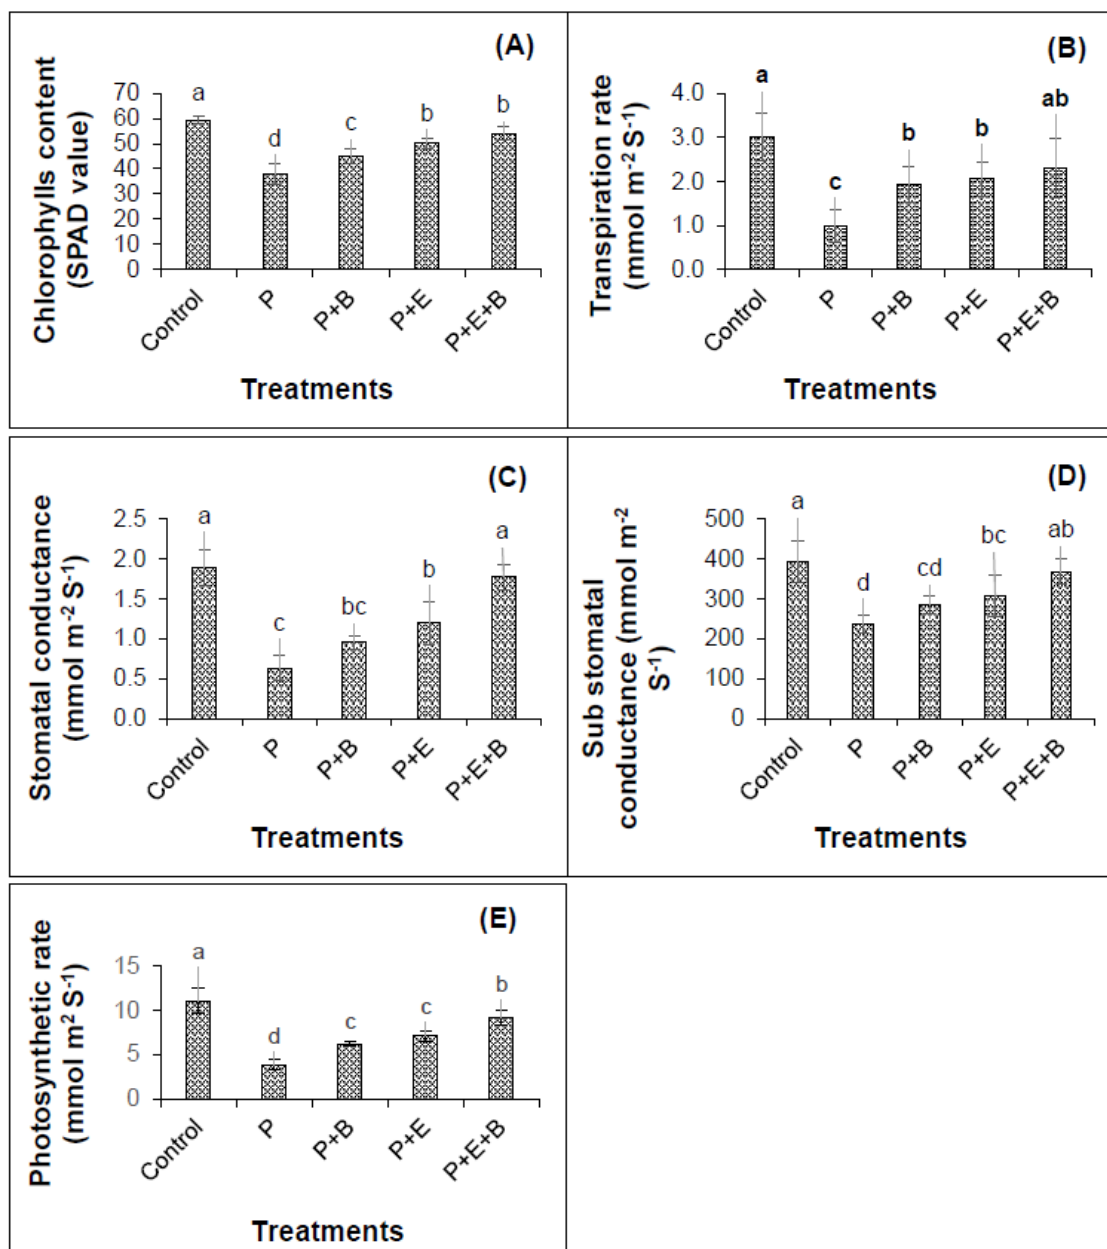 (A)
Chlorophylls content
(SPAD value)
70
60
50
40
30
20
10
0
a
d
c
b
b
Control
P
P+B
P+E
P+E+B
Treatments
(B)
Transpiration rate
(mmol m-2 S-1)
4.0
3.0
2.0
1.0
0.0
a
c
b
b
ab
Control
P
P+B
P+E
P+E+B
Treatments
(C)
Stomatal conductance
(mmol m-2 S-1)
2.5
2.0
1.5
1.0
0.5
0.0
a
c
bc
b
a
Control
P
P+B
P+E
P+E+B
Treatments
(D)
Sub stomatal
conductance (mmol m-2
S-1)
500
400
300
200
100
0
a
d
cd
bc
ab
Control
P
P+B
P+E
P+E+B
Treatments
(E)
Photosynthetic rate
(mmol m2 S-1)
15
10
5
0
a
d
c
c
b
Control
P
P+B
P+E
P+E+B
Treatments